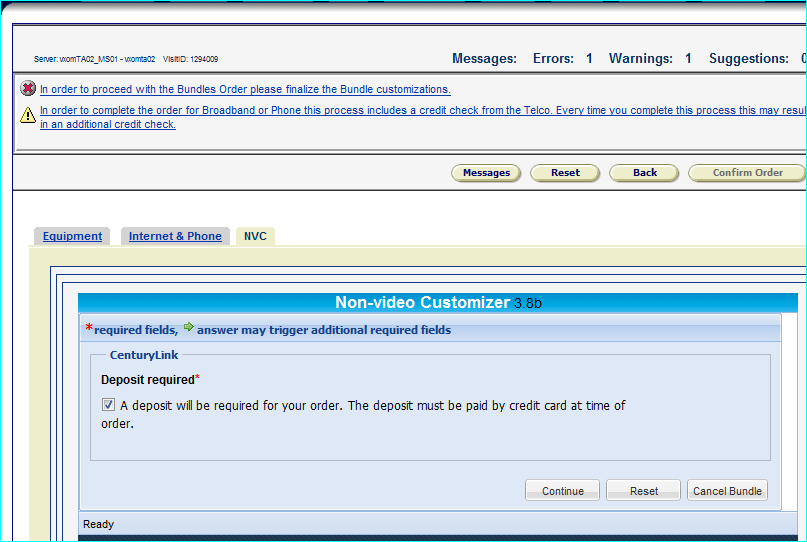 Server: vxomTA02_MS01 - vxomta02 VisitID: 1294009
Messages: Errors: 1 Warnings: 1 Suggestions: 0
In order to proceed with the Bundles Order please finalize the Bundle customizations.
In order to complete the order for Broadband or Phone this process includes a credit check from the Telco. Every time you complete this process this may resul
in an additional credit check.
Messages Reset Back Confirm Order
Equipment Internet & Phone NVC
Non-video Customizer 3.8b
*required fields, answer may trigger additional required fields
CenturyLink
Deposit required*
A deposit will be required for your order. The deposit must be paid by credit card at time of
order.
Continue Reset Cancel Bundle
Ready